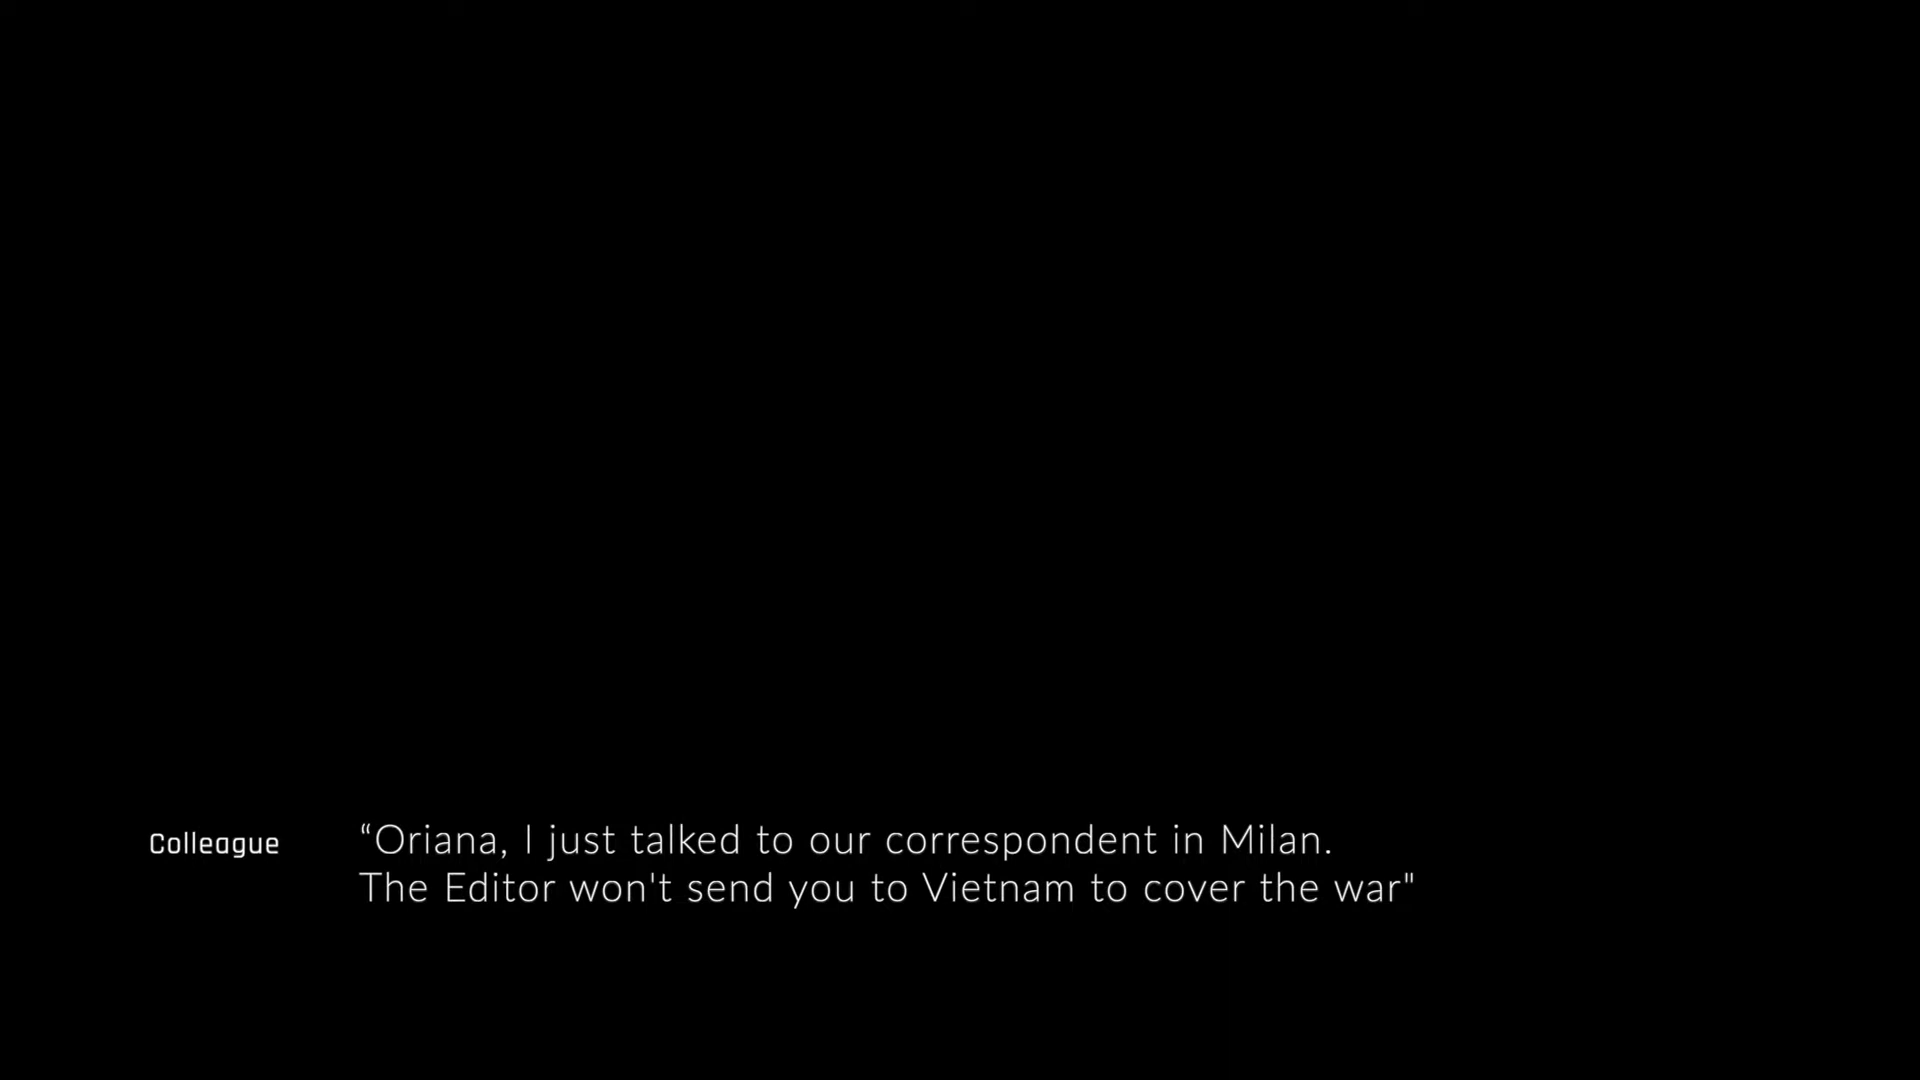 Colleague “Oriana, I just talked to our correspondent in Milan.
The Editor won't send you to Vietnam to cover the war"